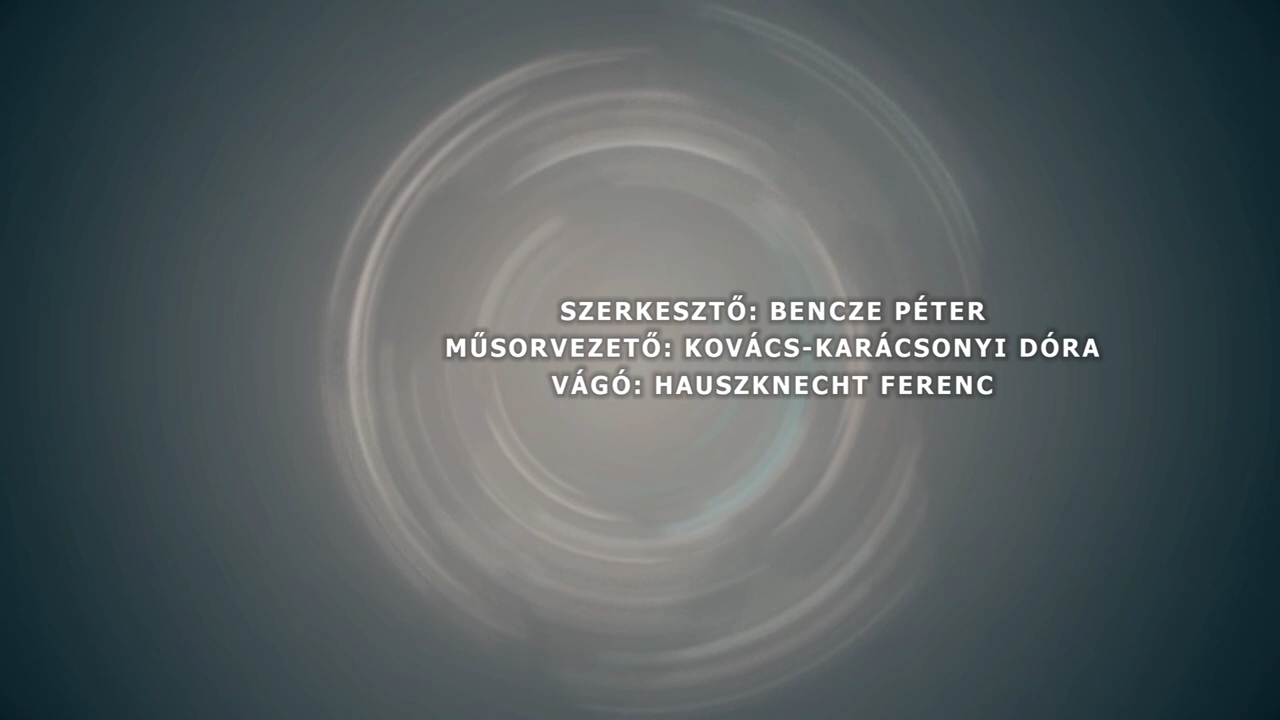 SZERKESZTŐ: BENCZE PÉTER
MŰSORVEZETŐ: KOVÁCS-KARÁCSONYI DÓRA
VÁGÓ: HAUSZKNECHT FERENC